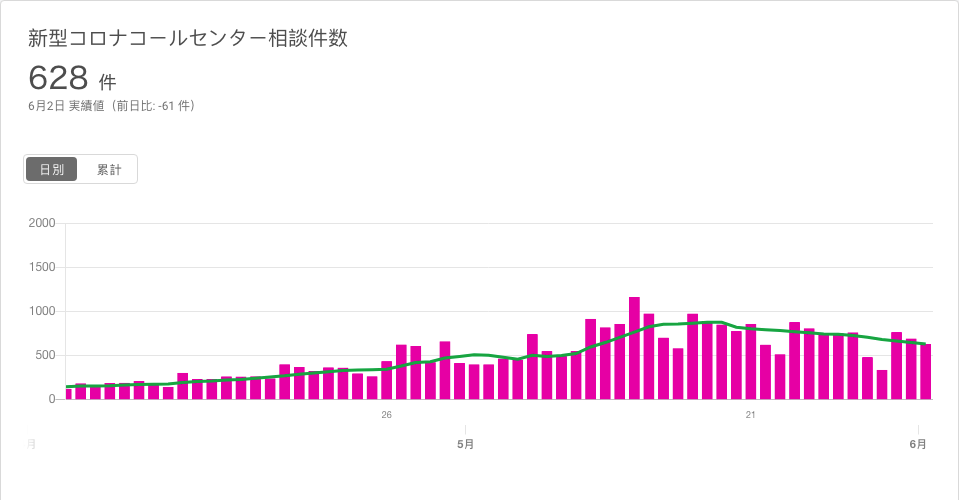 新型コロナコールセンター相談件数
628 件
6月2日 実績値（前日比: -61 件）
日別 累計
2000
1500
1000
500
0
26 21
月 5月 6月